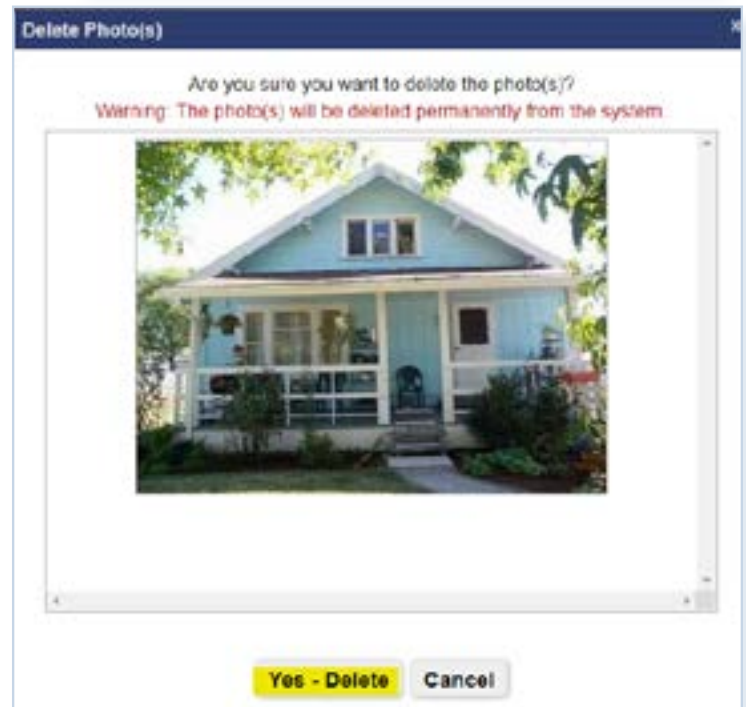 Delete Photo(s)
x
Are you sure you want to delete the photo(s)?
Warning: The photo(s) will be deleted permanently from the system.
Yes - Delete
Cancel